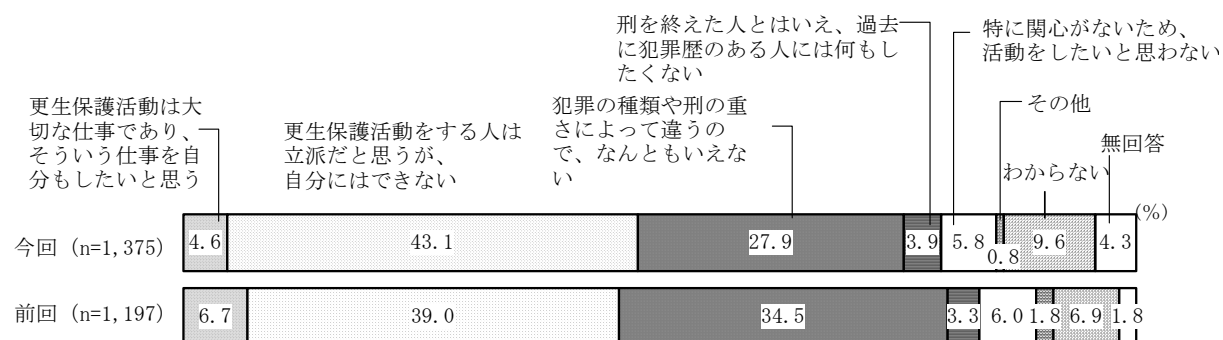 刑を終えた人とはいえ、過去
に犯罪歴のある人には何もし
たくない
特に関心がないため、
活動をしたいと思わない
更生保護活動は大
切な仕事であり、
そういう仕事を自
分もしたいと思う
更生保護活動をする人は
立派だと思うが、
自分にはできない
犯罪の種類や刑の重
さによって違うの
で、なんともいえな
い
その他
わからない
無回答
(%)
今回 (n=1,375) 4.6 43.1 27.9 3.9 5.8 0.8 9.6 4.3
前回 (n=1,197) 6.7 39.0 34.5 3.3 6.0 1.8 6.9 1.8